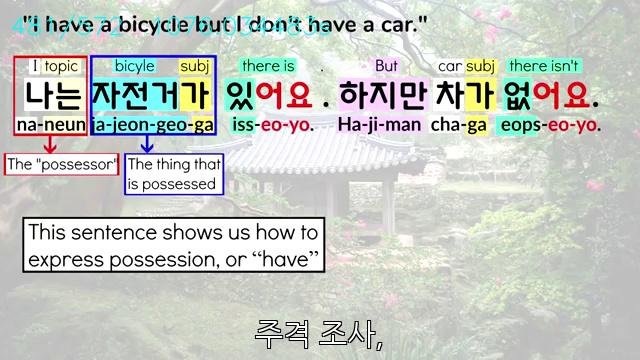 "I have a bicycle but I don't have a car."
I topic bicyle subj there is . But car subj there isn't
나는 자전거가 있어요. 하지만 차가 없어요.
na-neun ja-jeon-geo-ga iss-eo-yo. Ha-ji-man cha-ga eops-eo-yo.
The "possessor"
The thing that
is possessed
This sentence shows us how to
express possession, or “have”
주격 조사,